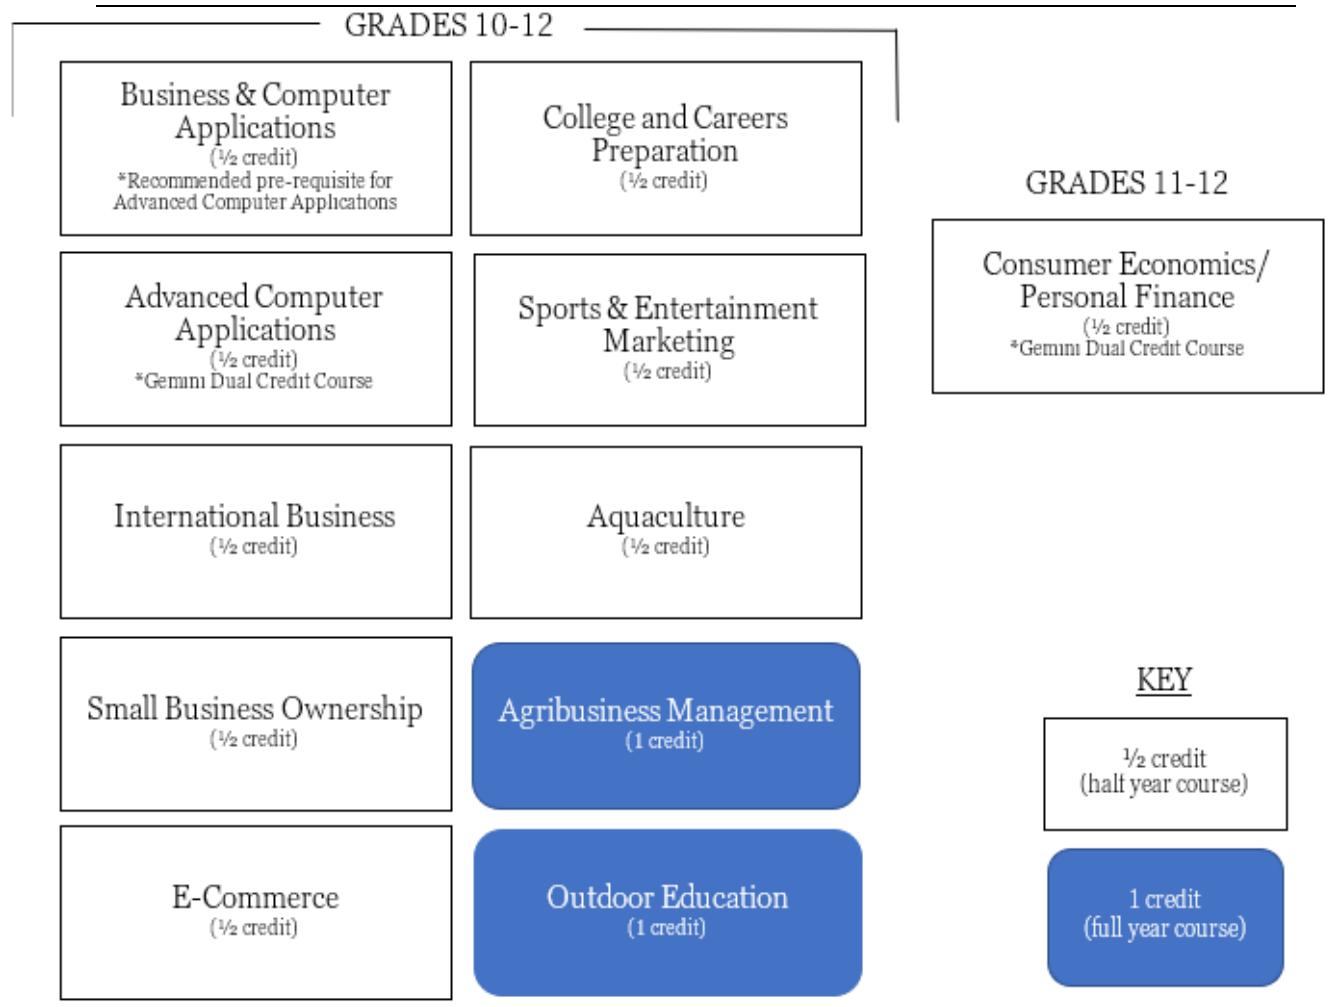 GRADES 10-12
Business & Computer
Applications
(½ credit)
*Recommended pre-requisite for
Advanced Computer Applications
College and Careers
Preparation
(½ credit)
GRADES 11-12
Consumer Economics/
Personal Finance
(½ credit)
*Gemini Dual Credit Course
Advanced Computer
Applications
(½ credit)
*Gemini Dual Credit Course
Sports & Entertainment
Marketing
(½ credit)
International Business
(½ credit)
Aquaculture
(½ credit)
Small Business Ownership
(½ credit)
Agribusiness Management
(1 credit)
E-Commerce
(½ credit)
Outdoor Education
(1 credit)
KEY
½ credit
(half year course)
1 credit
(full year course)